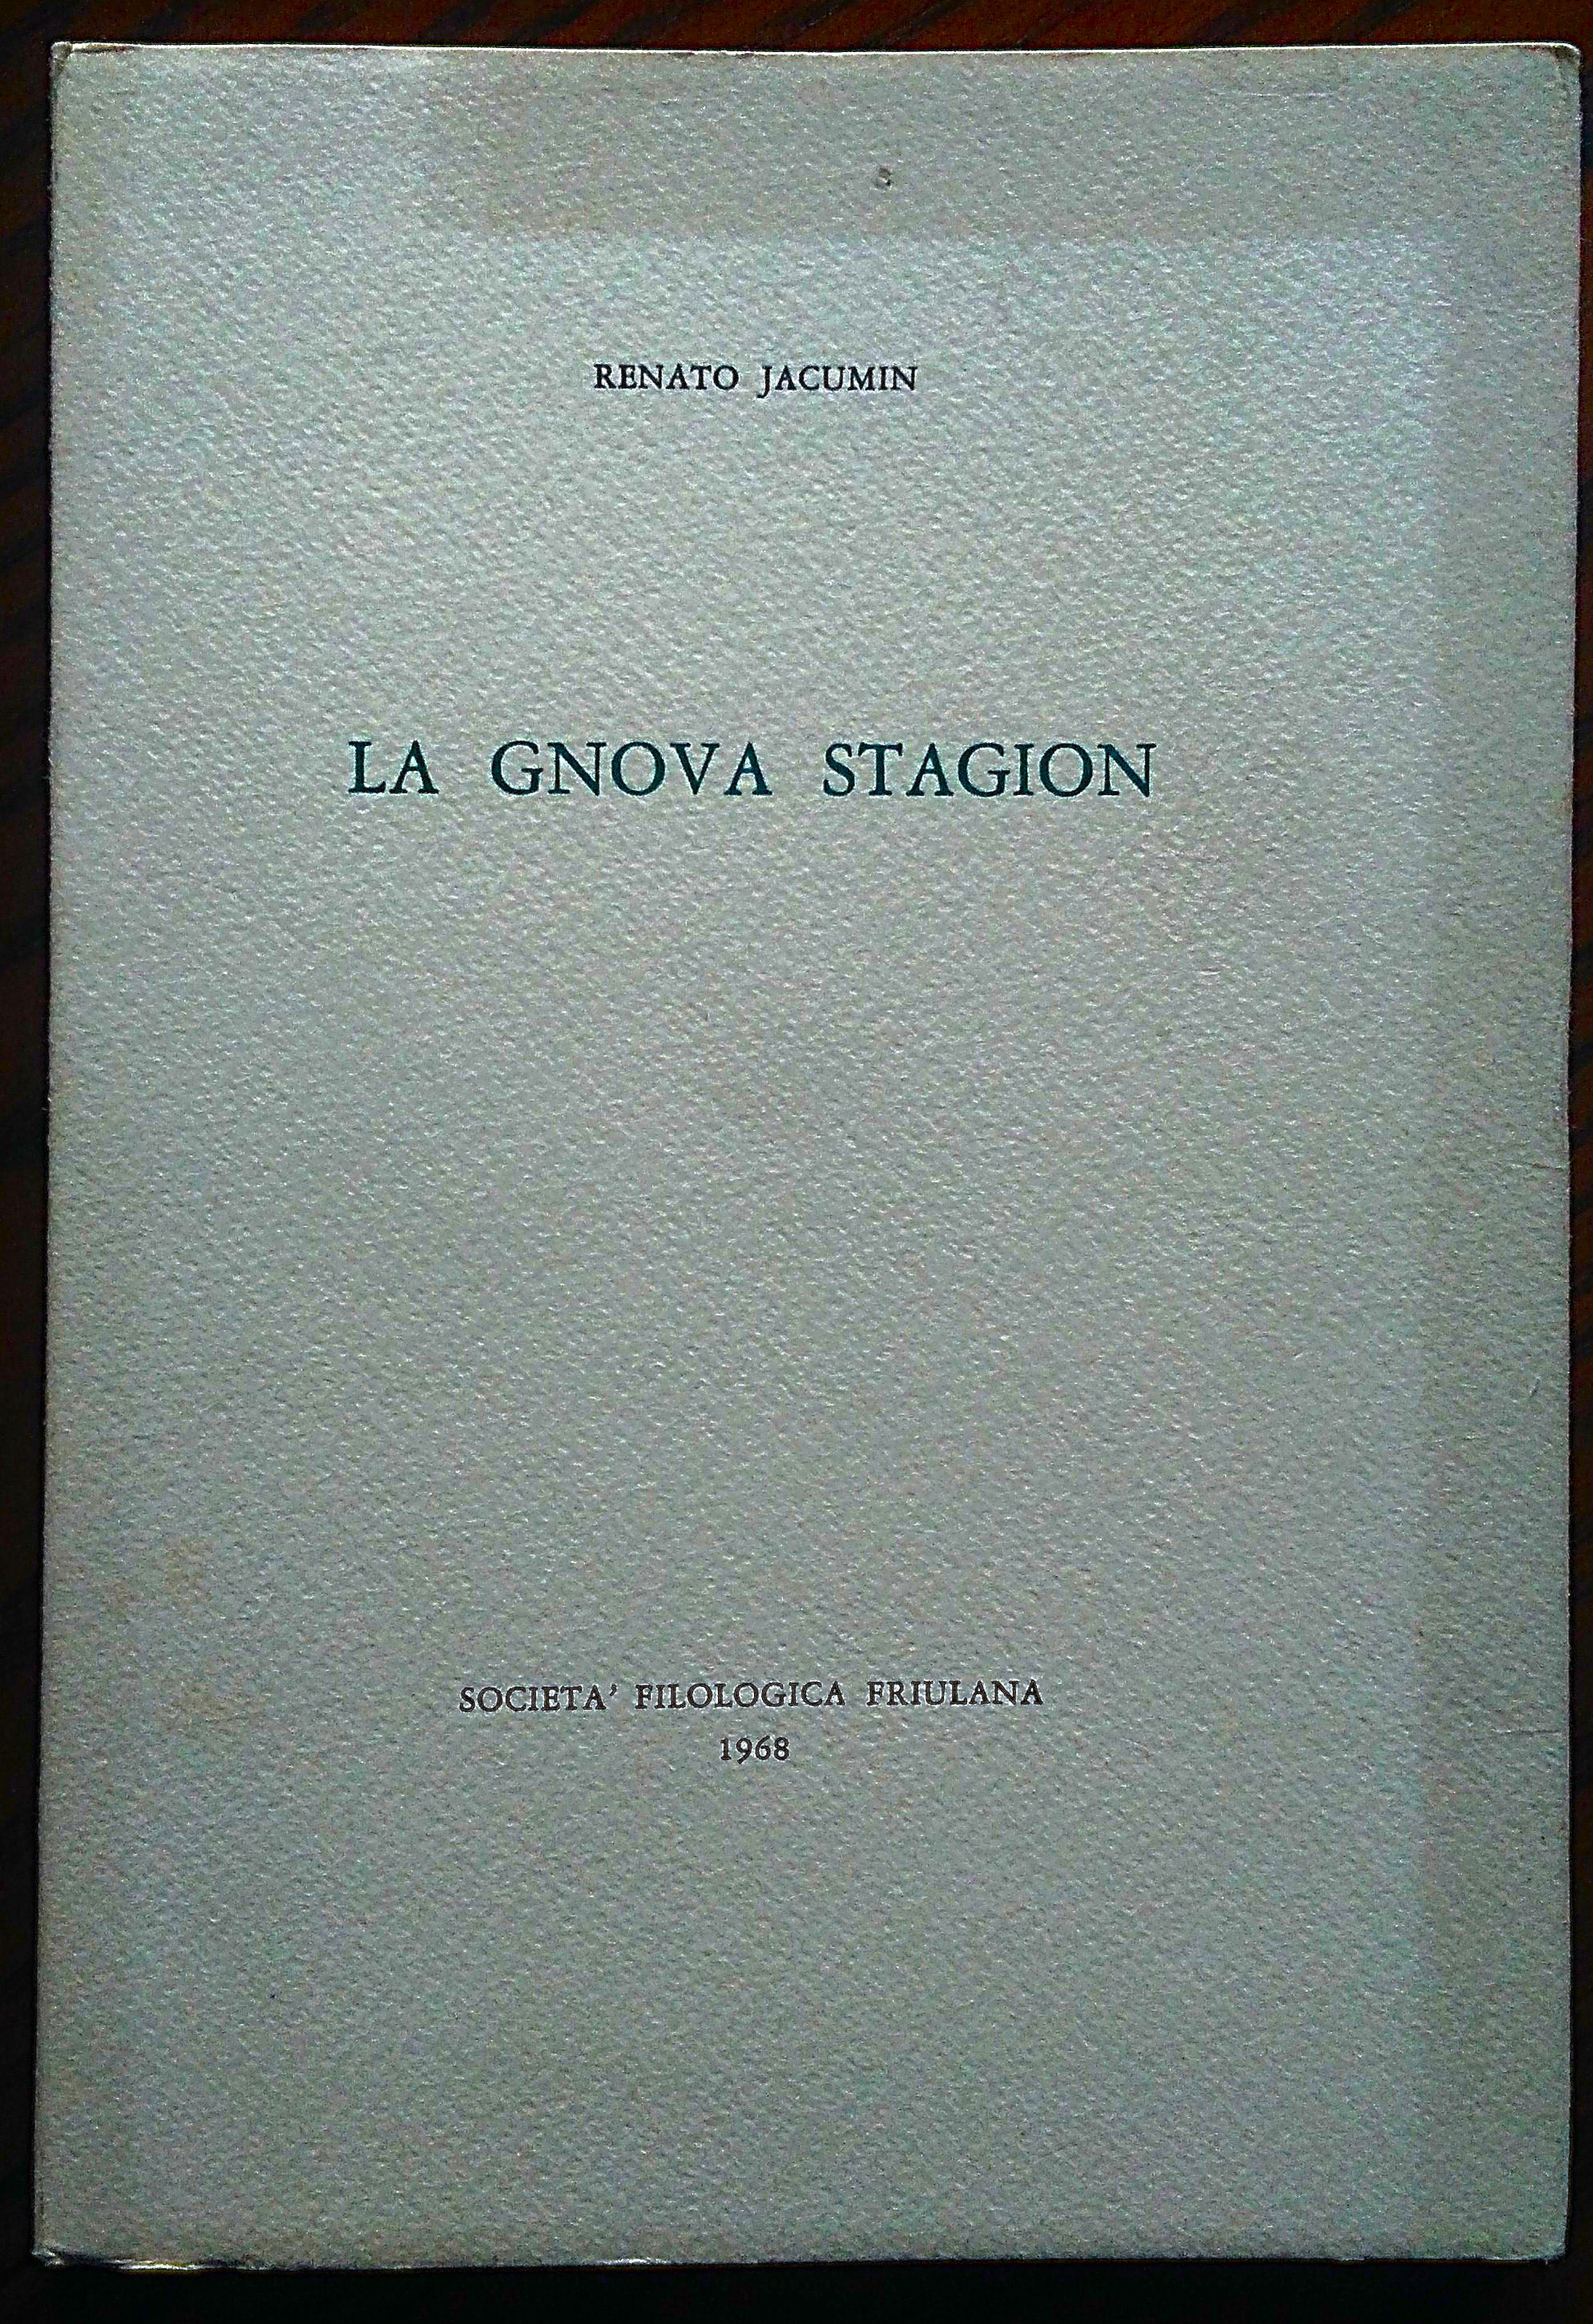 RENATO JACUMIN
LA GNOVA STAGION
SOCIETA' FILOLOGICA FRIULANA
1968